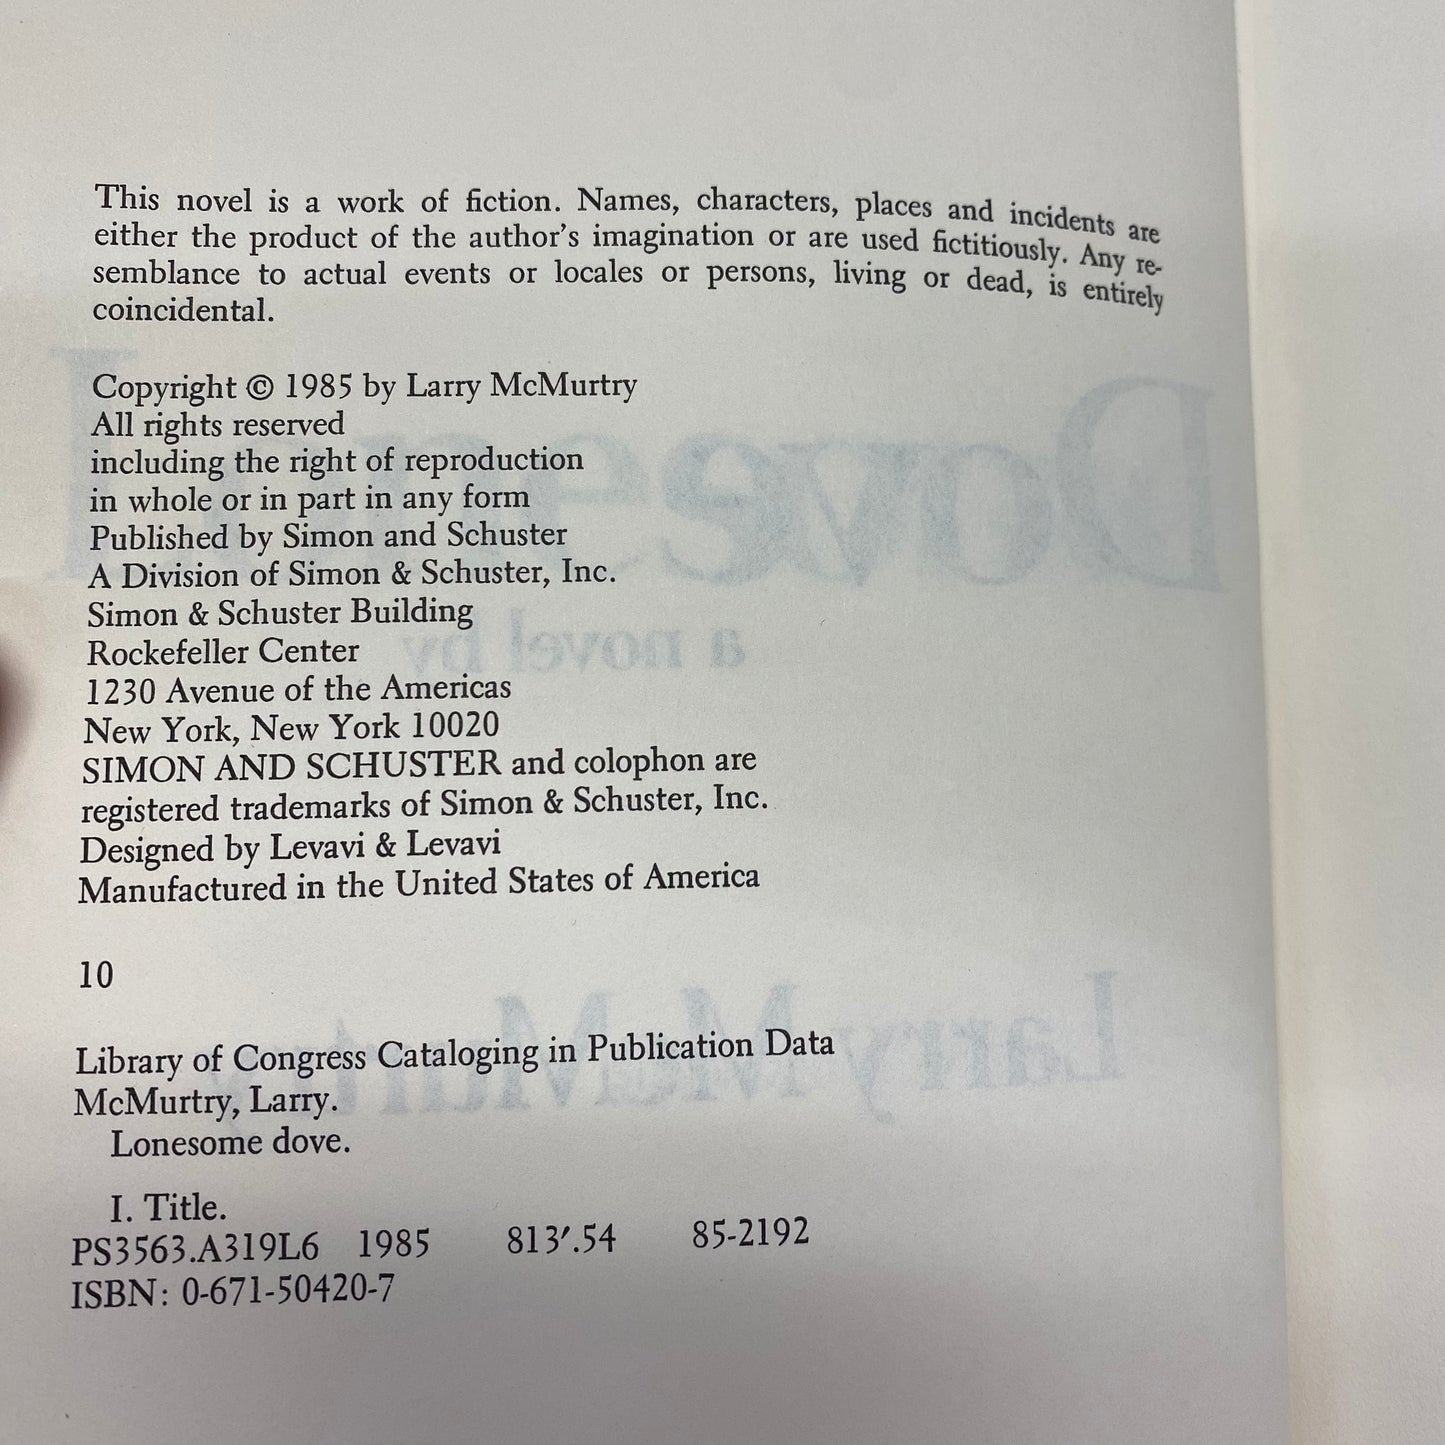 This novel is a work of fiction. Names, characters, places and incidents are
either the product of the author's imagination or are used fictitiously. Any re-
semblance to actual events or locales or persons, living or dead, is entirely
coincidental.
Copyright © 1985 by Larry McMurtry
All rights reserved
including the right of reproduction
in whole or in part in any form
Published by Simon and Schuster
A Division of Simon & Schuster, Inc.
Simon & Schuster Building
Rockefeller Center
1230 Avenue of the Americas
New York, New York 10020
SIMON AND SCHUSTER and colophon are
registered trademarks of Simon & Schuster, Inc.
Designed by Levavi & Levavi
Manufactured in the United States of America
10
Library of Congress Cataloging in Publication Data
McMurtry, Larry.
Lonesome dove.
I. Title.
PS3563.A319L6 1985 813′.54 85-2192
ISBN: 0-671-50420-7